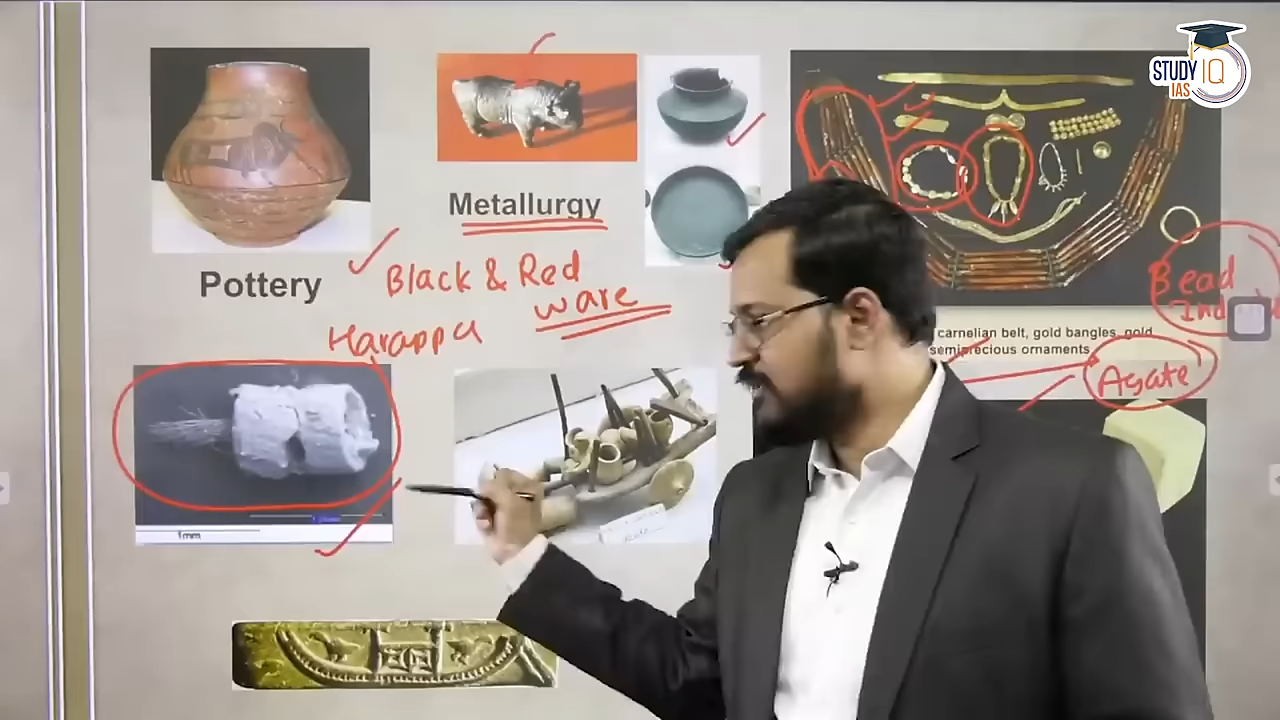 STUDY IQ
IAS
Metallurgy
Pottery
Black & Red
ware
Harappa
Bead
carnelian belt, gold bangles, gold
semiprecious ornaments
Agate
1mm